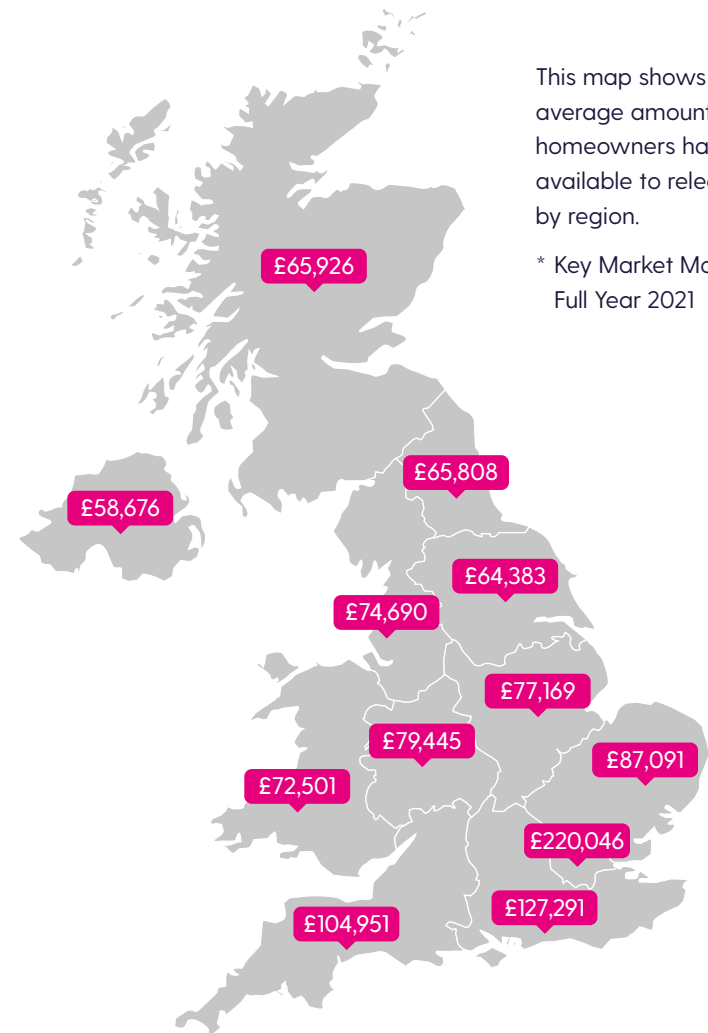 This map shows
average amount
homeowners ha
available to relea
by region.
* Key Market Mo
Full Year 2021
£65,926
£65,808
£58,676
£64,383
£74,690
£77,169
£79,445
£87,091
£72,501
£220,046
£127,291
£104,951